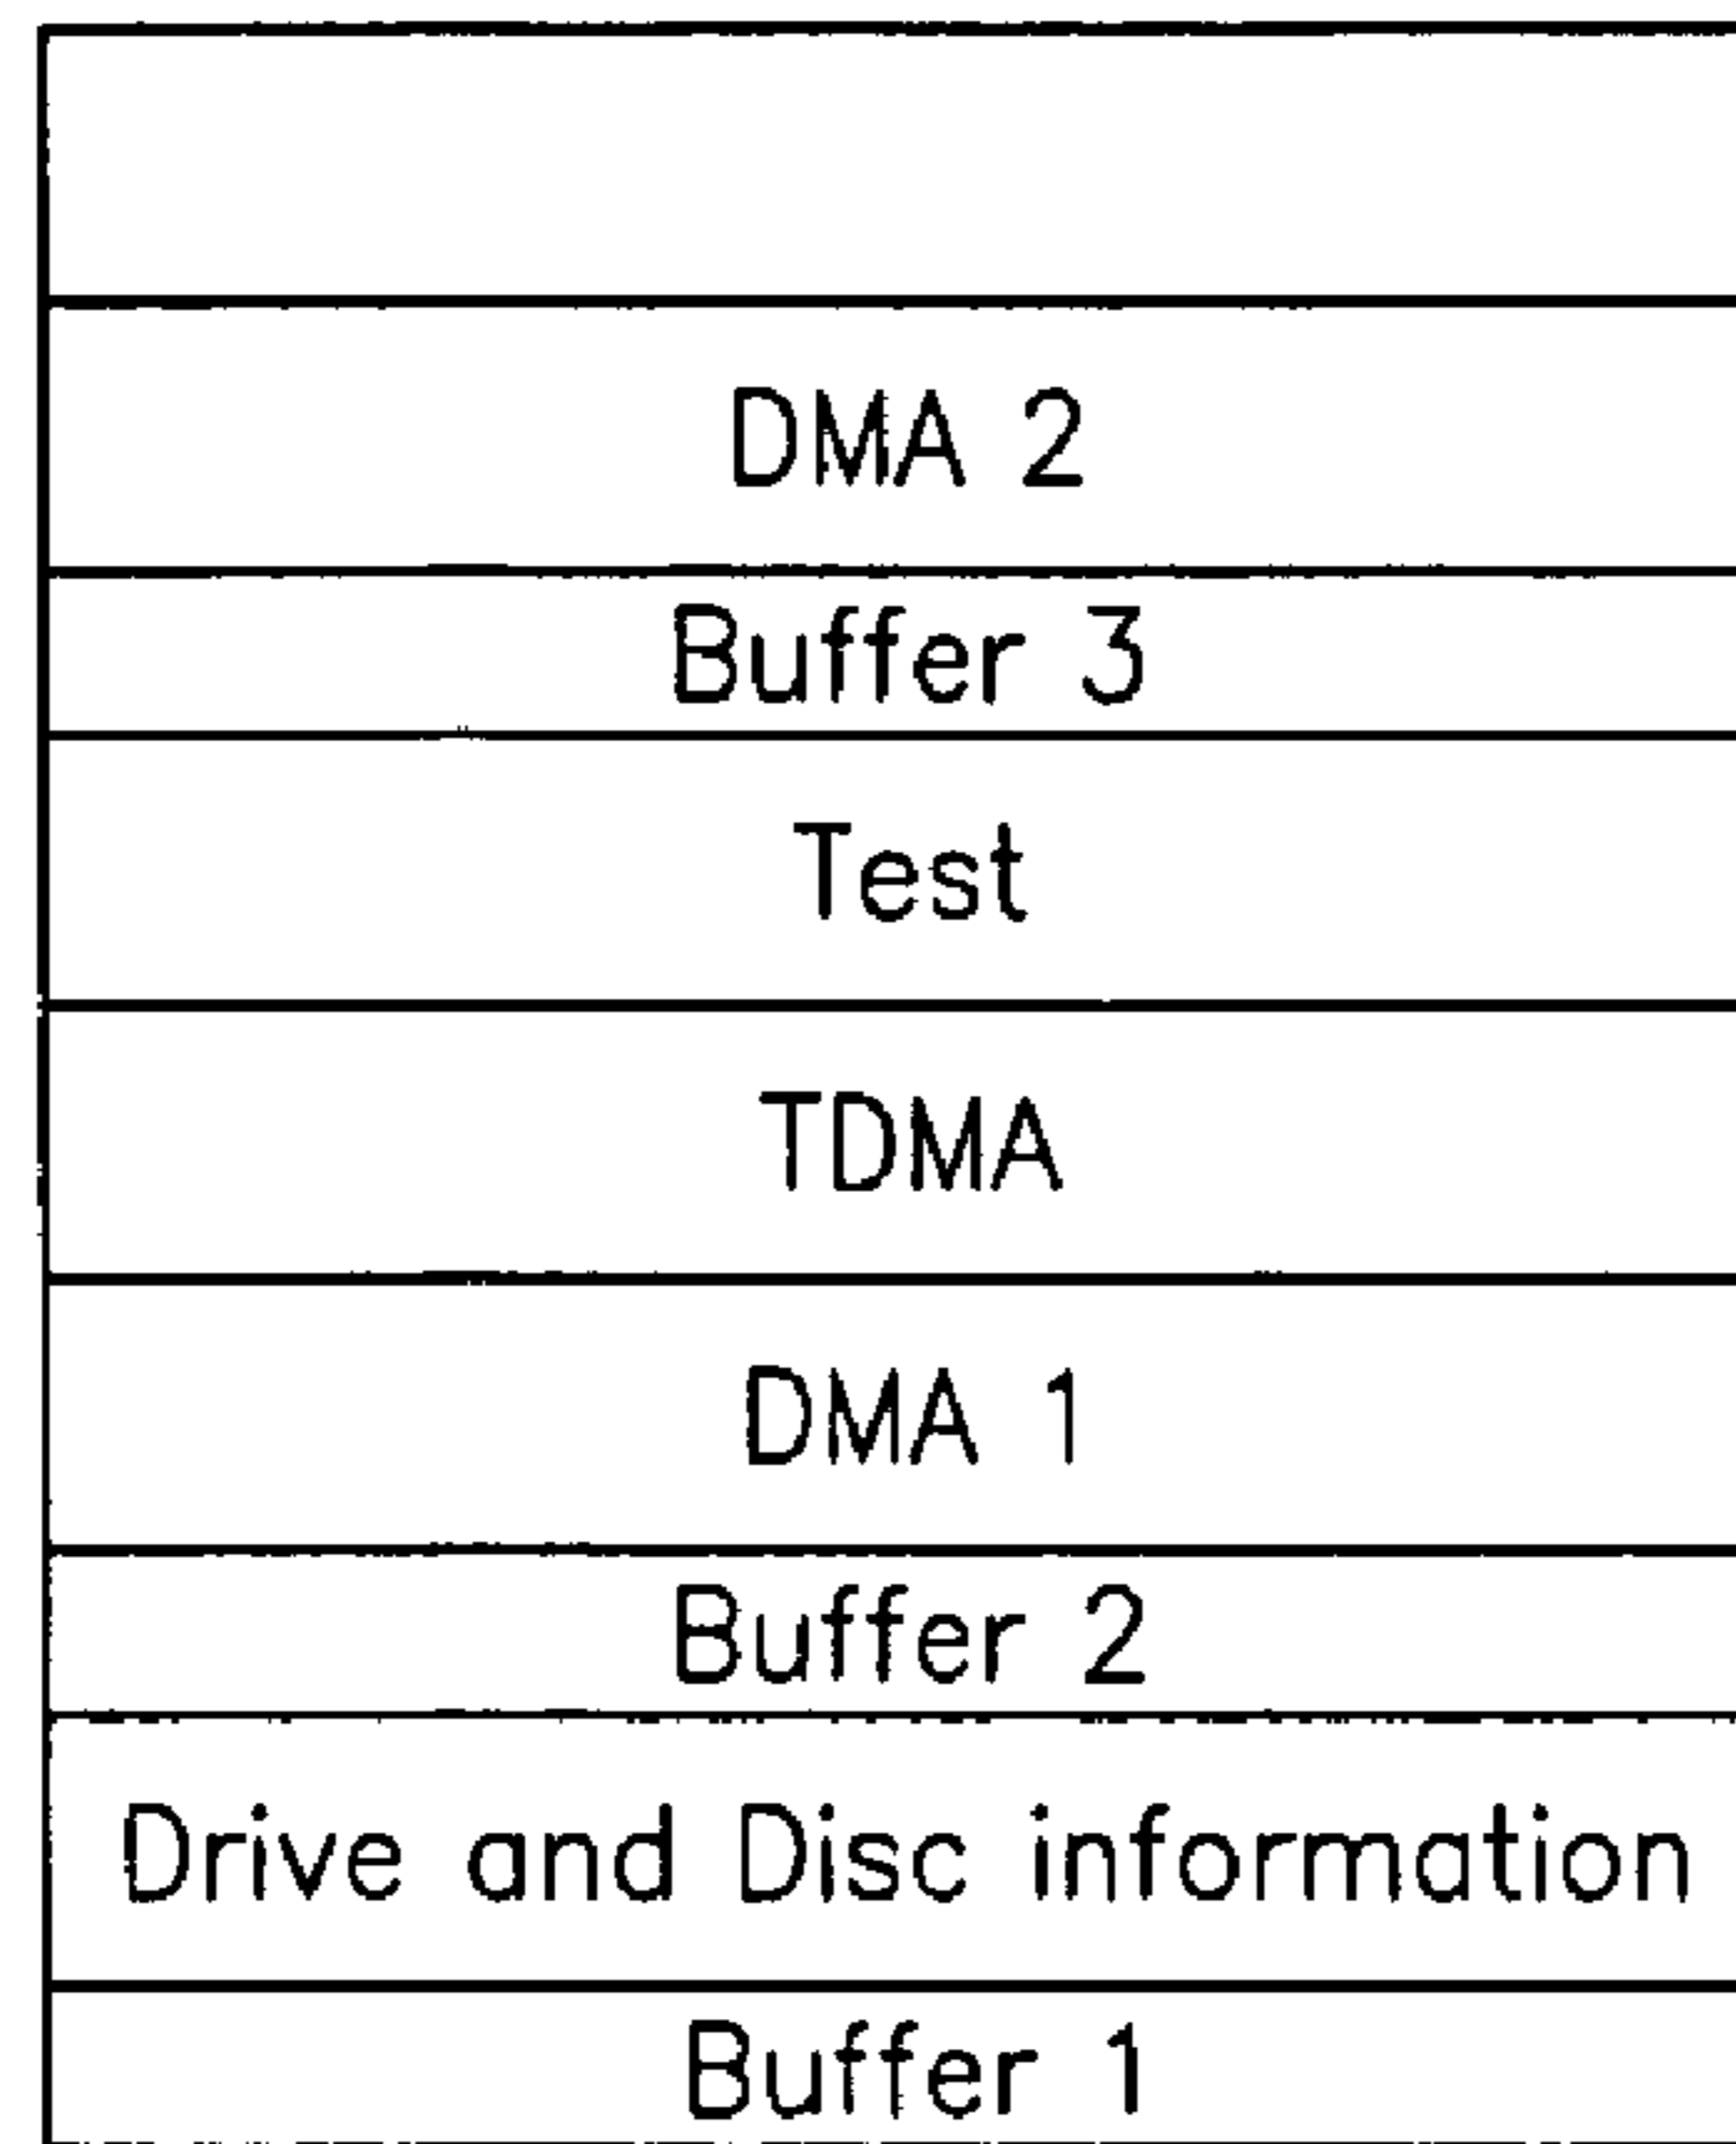 DMA 2
Buffer 3
Test
TDMA
DMA 1
Buffer 2
Drive and Disc information
Buffer 1